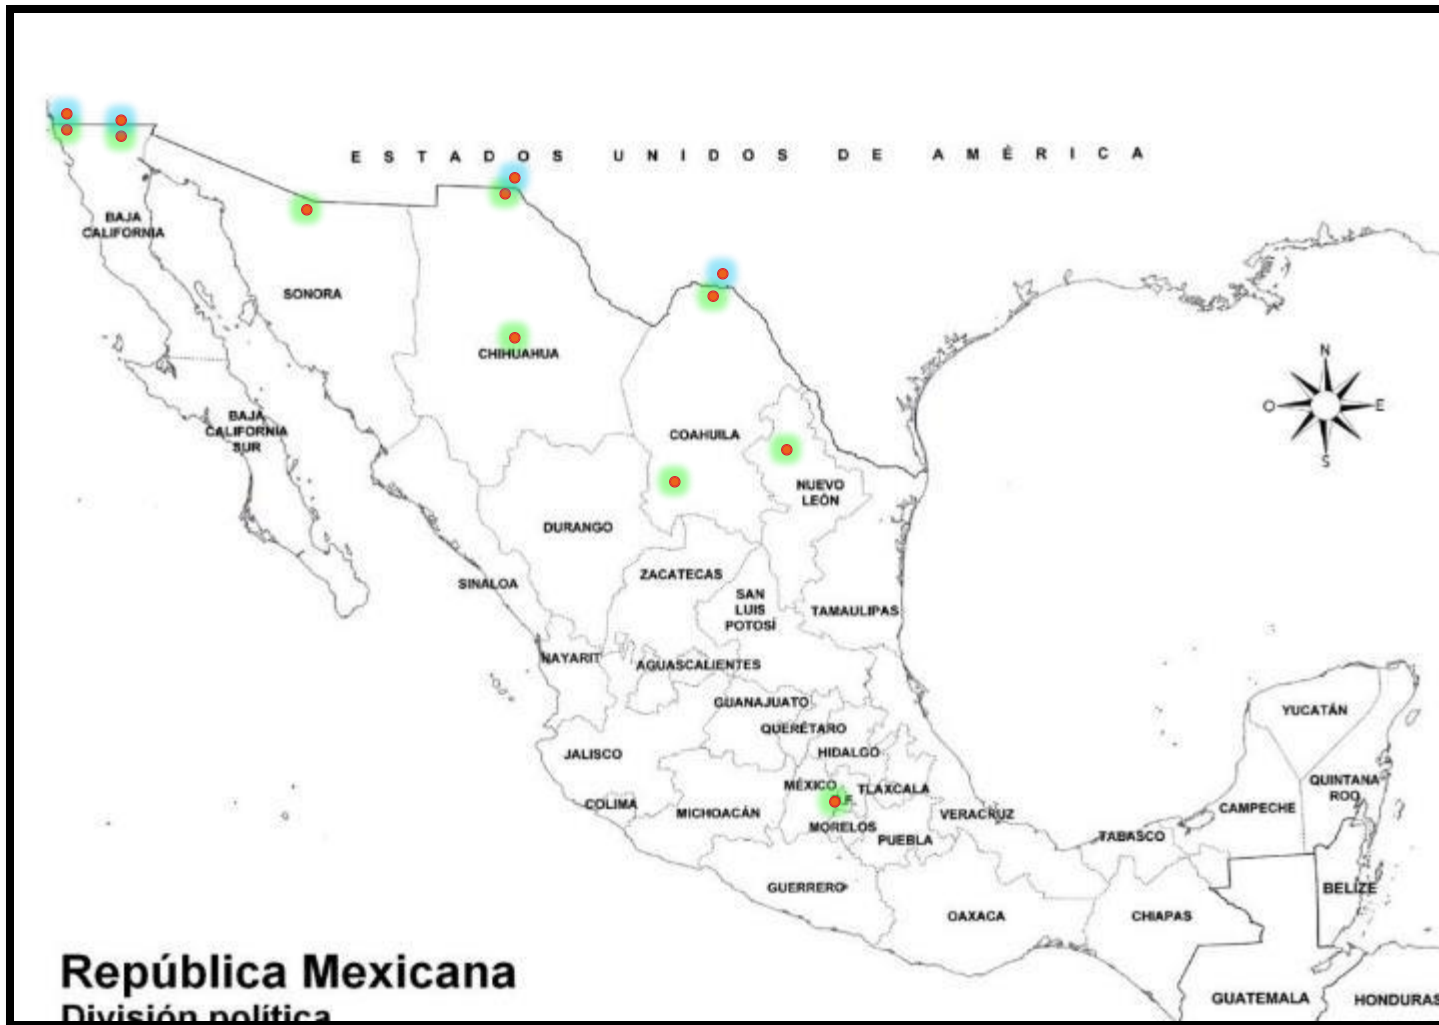 ESTADOS UNIDOS DE AMÉRICA
BAJA
CALIFORNIA
SONORA
CHIHUAHUA
N
O
E
S
BAJA
CALIFORNIA
SUR
COAHUILA
NUEVO
LEÓN
DURANGO
SINALOA
ZACATECAS
SAN
LUIS
POTOSÍ
TAMAULIPAS
NAYARIT
AGUASCALIENTES
GUANAJUATO
QUERÉTARO
HIDALGO
JALISCO
MÉXICO
TLAXCALA
COLIMA
MICHOACÁN
MORELOS
PUEBLA
VERACRUZ
TABASCO
YUCATÁN
QUINTANA
ROO
CAMPECHE
GUERRERO
OAXACA
CHIAPAS
BELIZE
GUATEMALA
HONDURAS
República Mexicana
División política